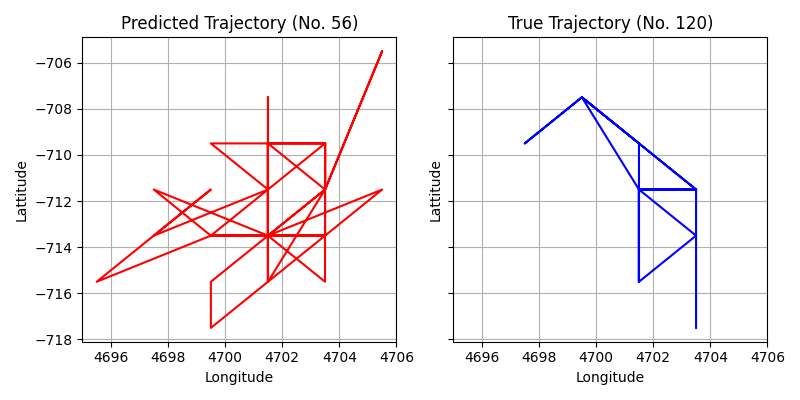 Predicted Trajectory (No. 56)
True Trajectory (No. 120)
−706
−708
−710
−712
−714
−716
−718
Lattitude
Lattitude
4696 4698 4700 4702 4704 4706
4696 4698 4700 4702 4704 4706
Longitude
Longitude